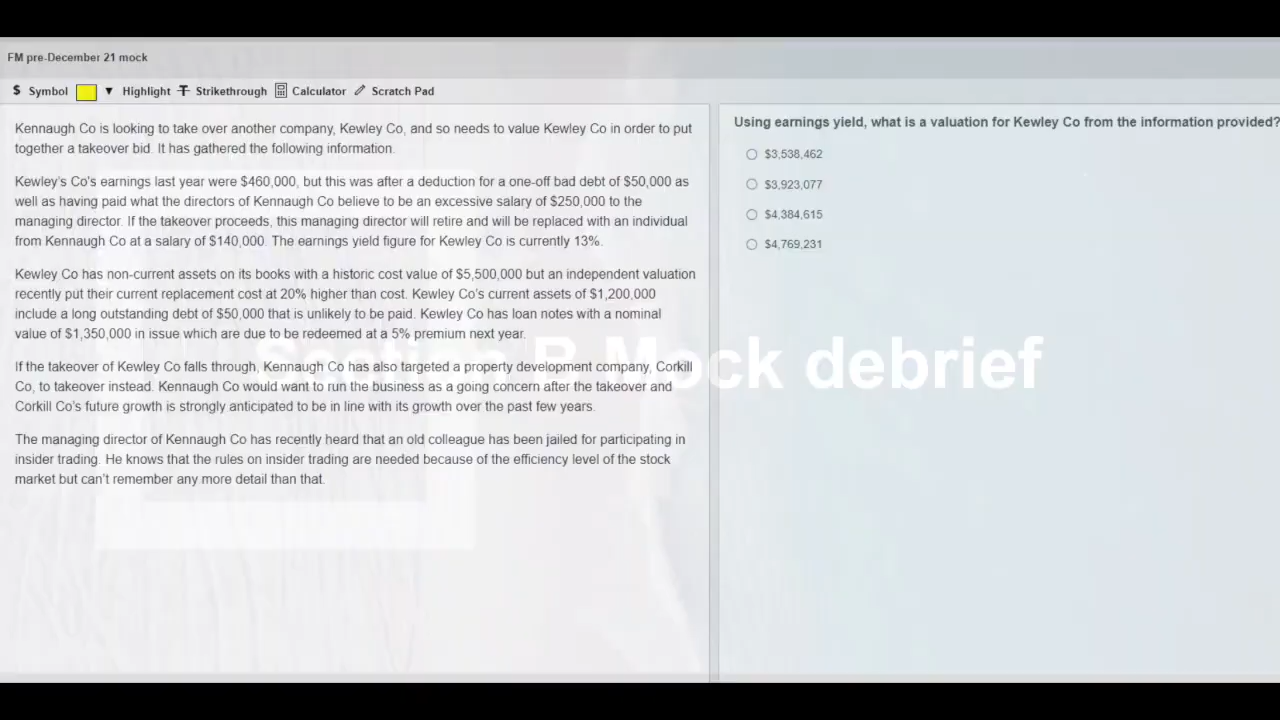 FM pre-December 21 mock
$ Symbol ▼ Highlight T Strikethrough Calculator Scratch Pad
Kennaugh Co is looking to take over another company, Kewley Co, and so needs to value Kewley Co in order to put
together a takeover bid. It has gathered the following information.
Kewley's Co's earnings last year were $460,000, but this was after a deduction for a one-off bad debt of $50,000 as
well as having paid what the directors of Kennaugh Co believe to be an excessive salary of $250,000 to the
managing director. If the takeover proceeds, this managing director will retire and will be replaced with an individual
from Kennaugh Co at a salary of $140,000. The earnings yield figure for Kewley Co is currently 13%.
Kewley Co has non-current assets on its books with a historic cost value of $5,500,000 but an independent valuation
recently put their current replacement cost at 20% higher than cost. Kewley Co's current assets of $1,200,000
include a long outstanding debt of $50,000 that is unlikely to be paid. Kewley Co has loan notes with a nominal
value of $1,350,000 in issue which are due to be redeemed at a 5% premium next year.
If the takeover of Kewley Co falls through, Kennaugh Co has also targeted a property development company, Corkill
Co, to takeover instead. Kennaugh Co would want to run the business as a going concern after the takeover and
Corkill Co's future growth is strongly anticipated to be in line with its growth over the past few years.
The managing director of Kennaugh Co has recently heard that an old colleague has been jailed for participating in
insider trading. He knows that the rules on insider trading are needed because of the efficiency level of the stock
market but can't remember any more detail than that.
Using earnings yield, what is a valuation for Kewley Co from the information provided?
$3,538,462
$3,923,077
$4,384,615
$4,769,231
Section B Mock debrief